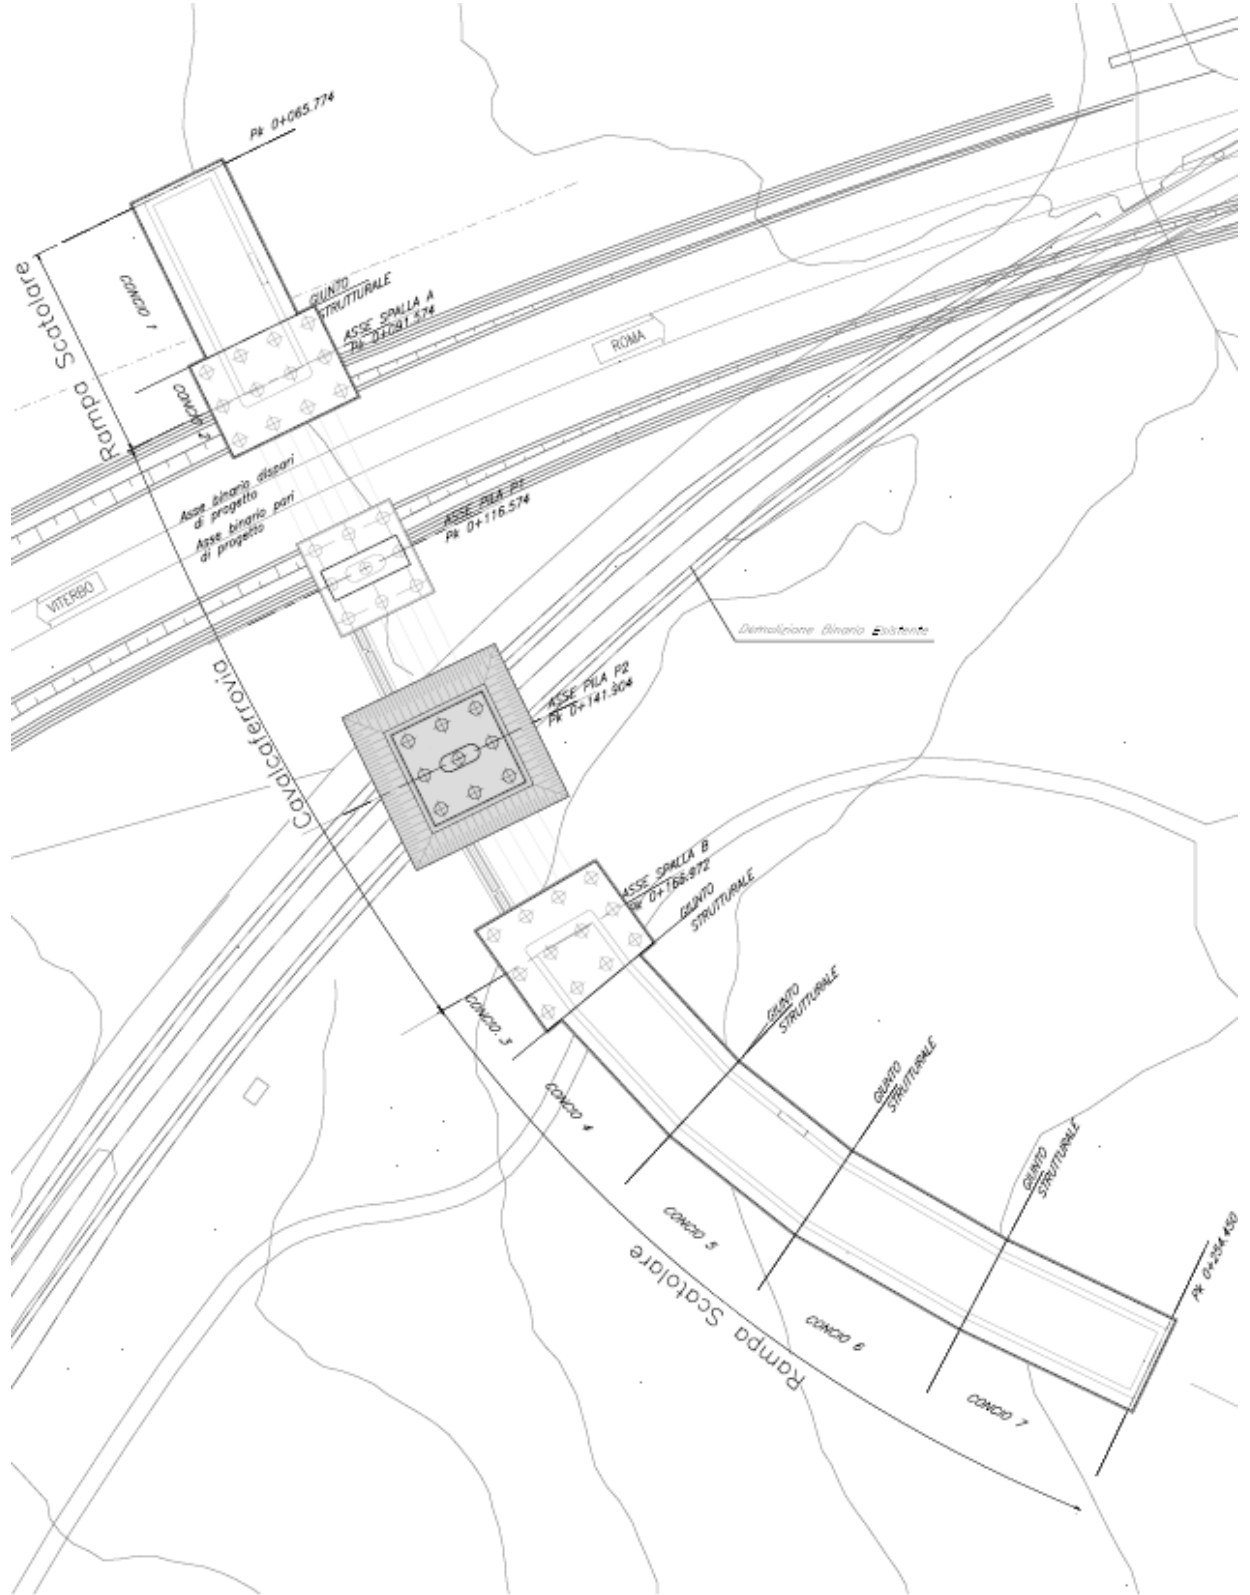 Pk 0+065.774
Rampa Scatolare
CONCIO 1
GIUNTO
STRUTTURALE
ASSE SPALLA A
Pk 0+091.574
CONCIO 2
ROMA
Asse binario dispari
di progetto
Asse binario pari
di progetto
ASSE PILA P1
Pk 0+116.574
VITERBO
Demolizione Binario Esistente
Cavalcaferrovia
ASSE PILA P2
Pk 0+141.904
ASSE SPALLA B
Pk 0+166.972
GIUNTO
STRUTTURALE
CONCIO 3
GIUNTO
STRUTTURALE
CONCIO 4
GIUNTO
STRUTTURALE
CONCIO 5
GIUNTO
STRUTTURALE
Rampa Scatolare
CONCIO 6
Pk 0+254.450
CONCIO 7